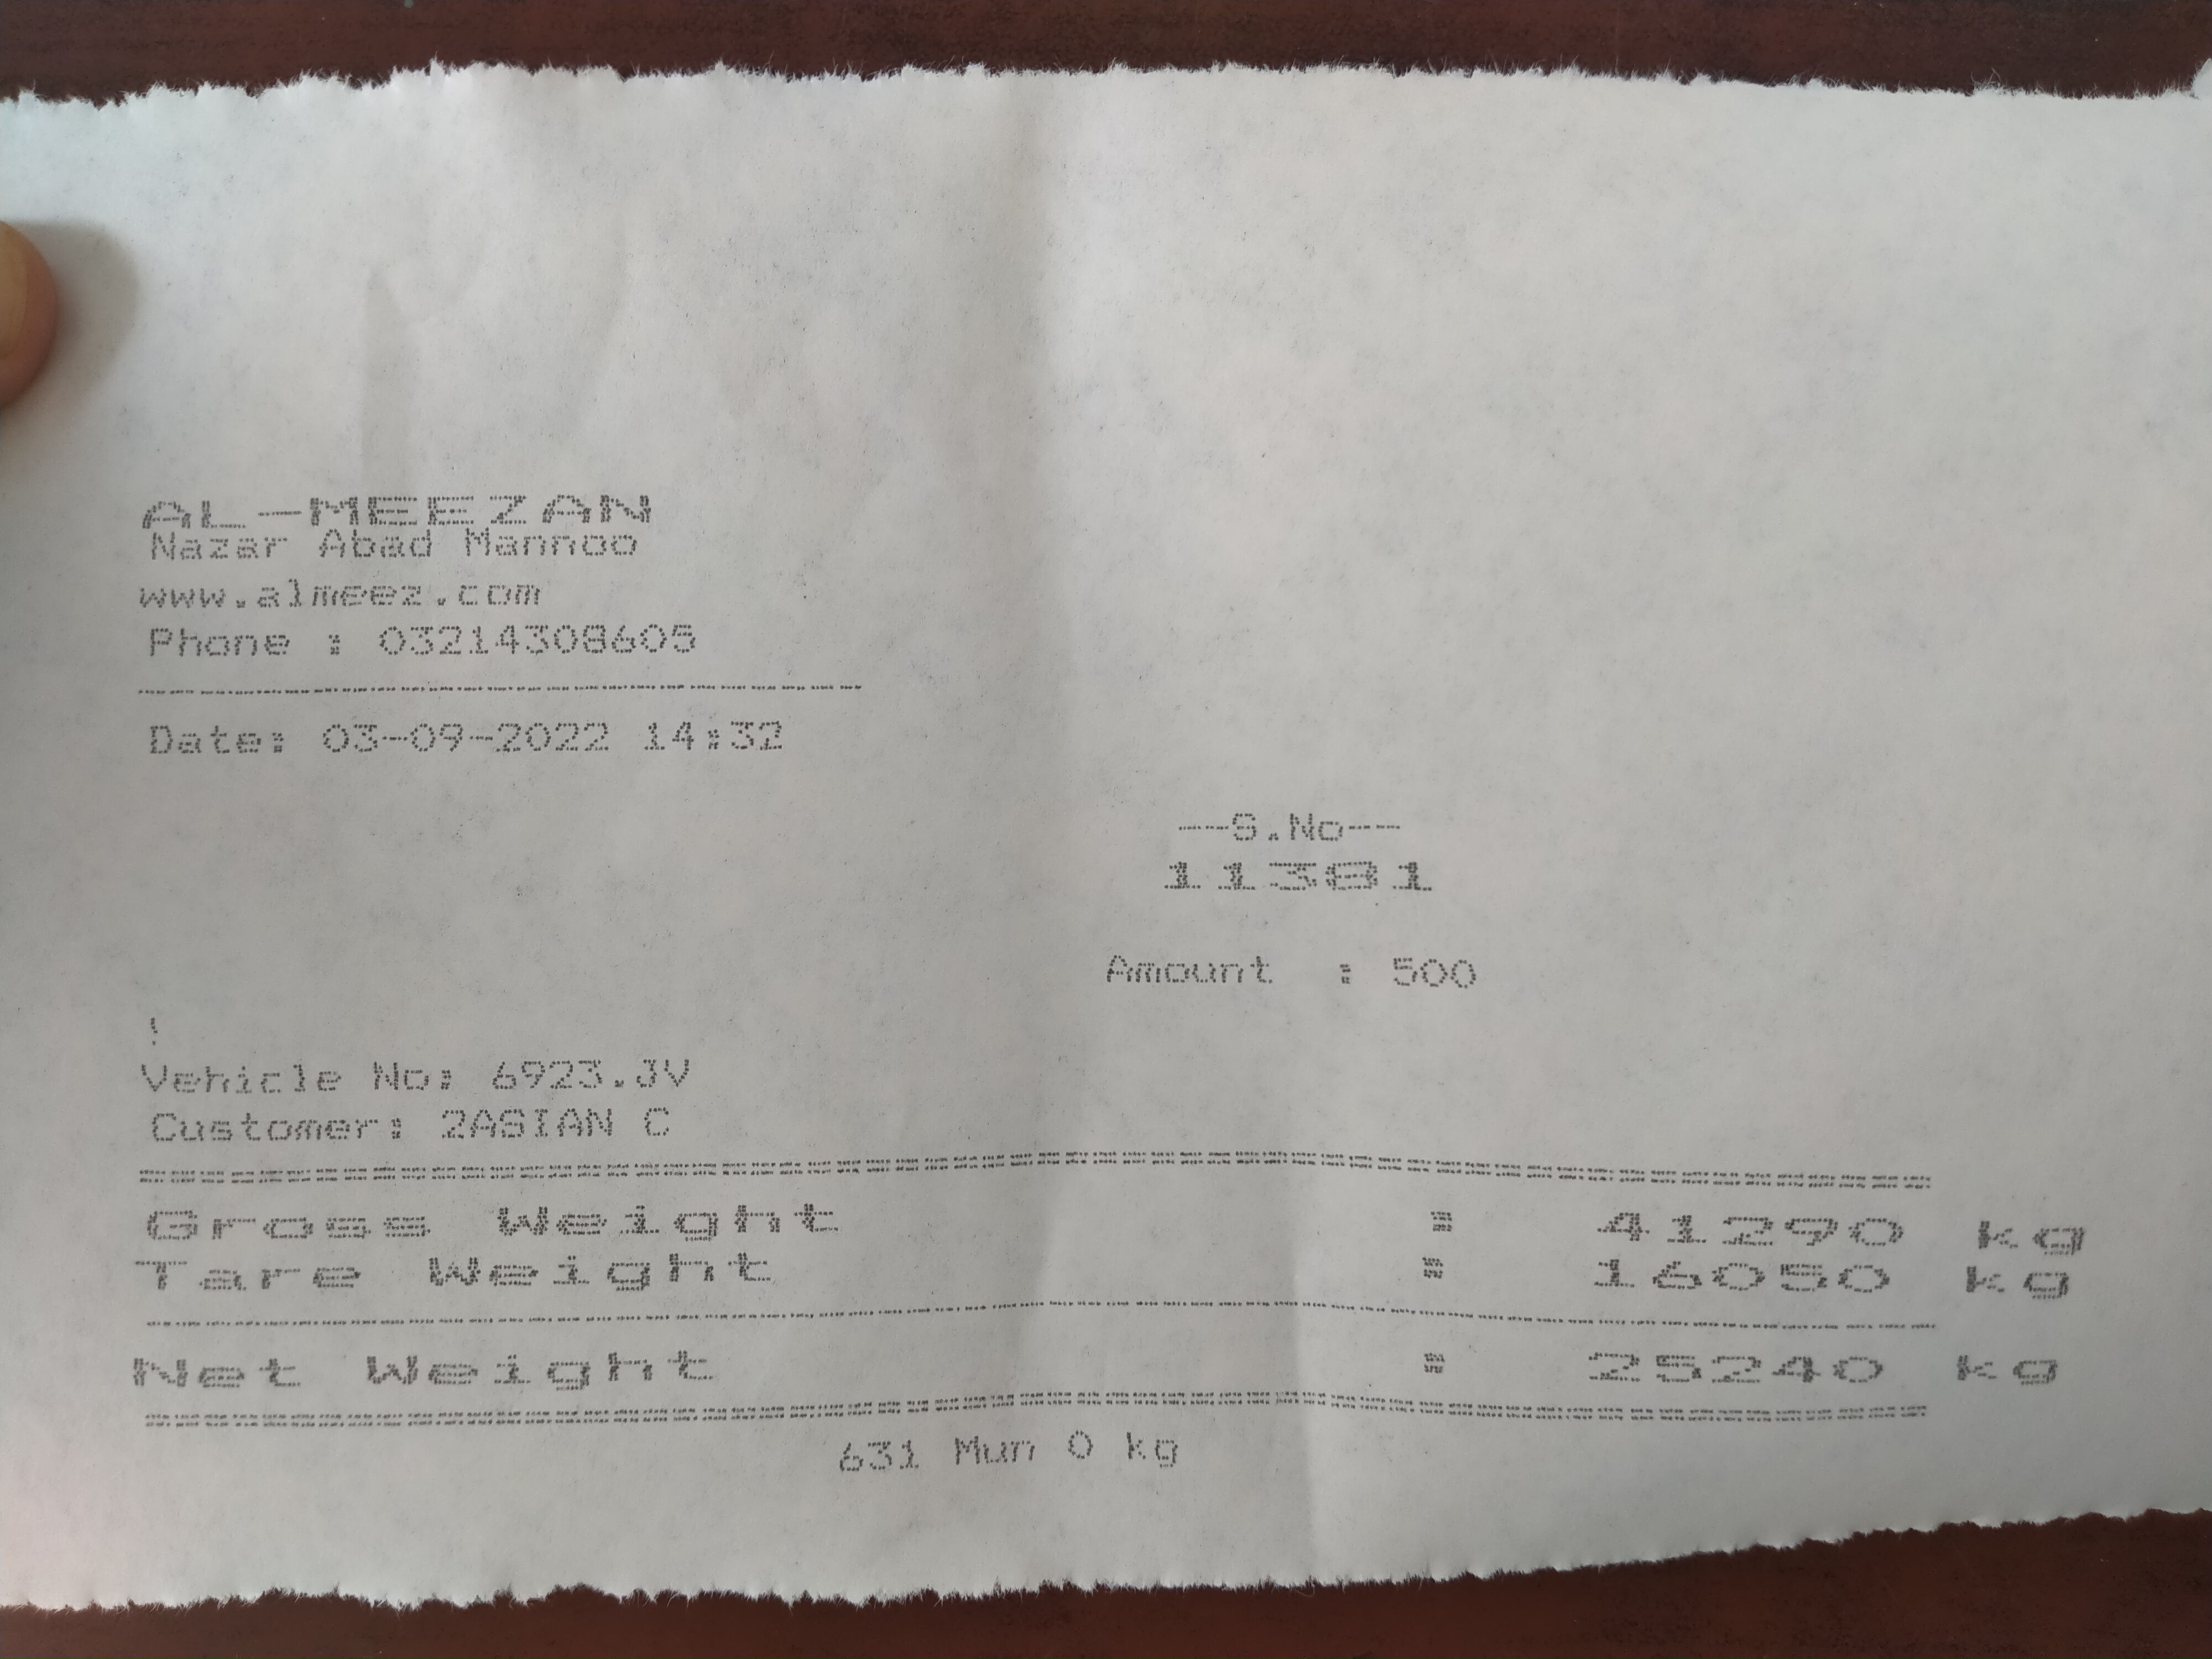 AL-MEEZAN
Nazar Abad Mannoo
www.almeez.com
Phone : 03214308605
Date: 03-09-2022 14:32
--S.No--
11381
Amount : 500
!
Vehicle No: 6923.JV
Customer: 2ASIAN C
Gross Weight : 41290 kg
Tare Weight : 16050 kg
Net Weight : 25240 kg
631 Mun 0 kg